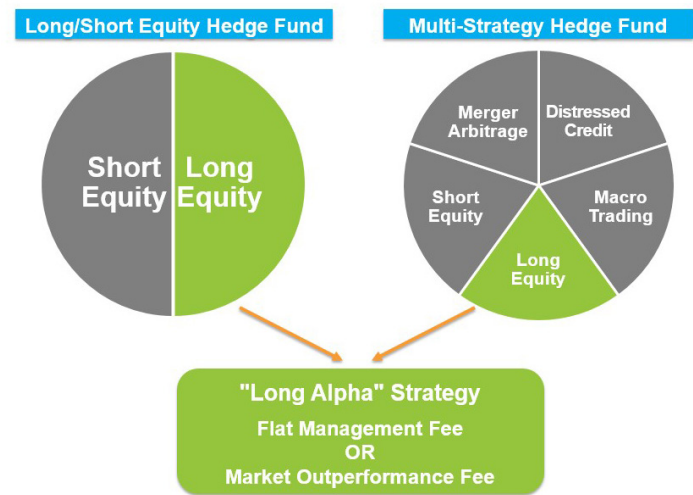 Long/Short Equity Hedge Fund
Multi-Strategy Hedge Fund
Short
Equity
Long
Equity
Merger
Arbitrage
Distressed
Credit
Short
Equity
Macro
Trading
Long
Equity
"Long Alpha" Strategy
Flat Management Fee
OR
Market Outperformance Fee